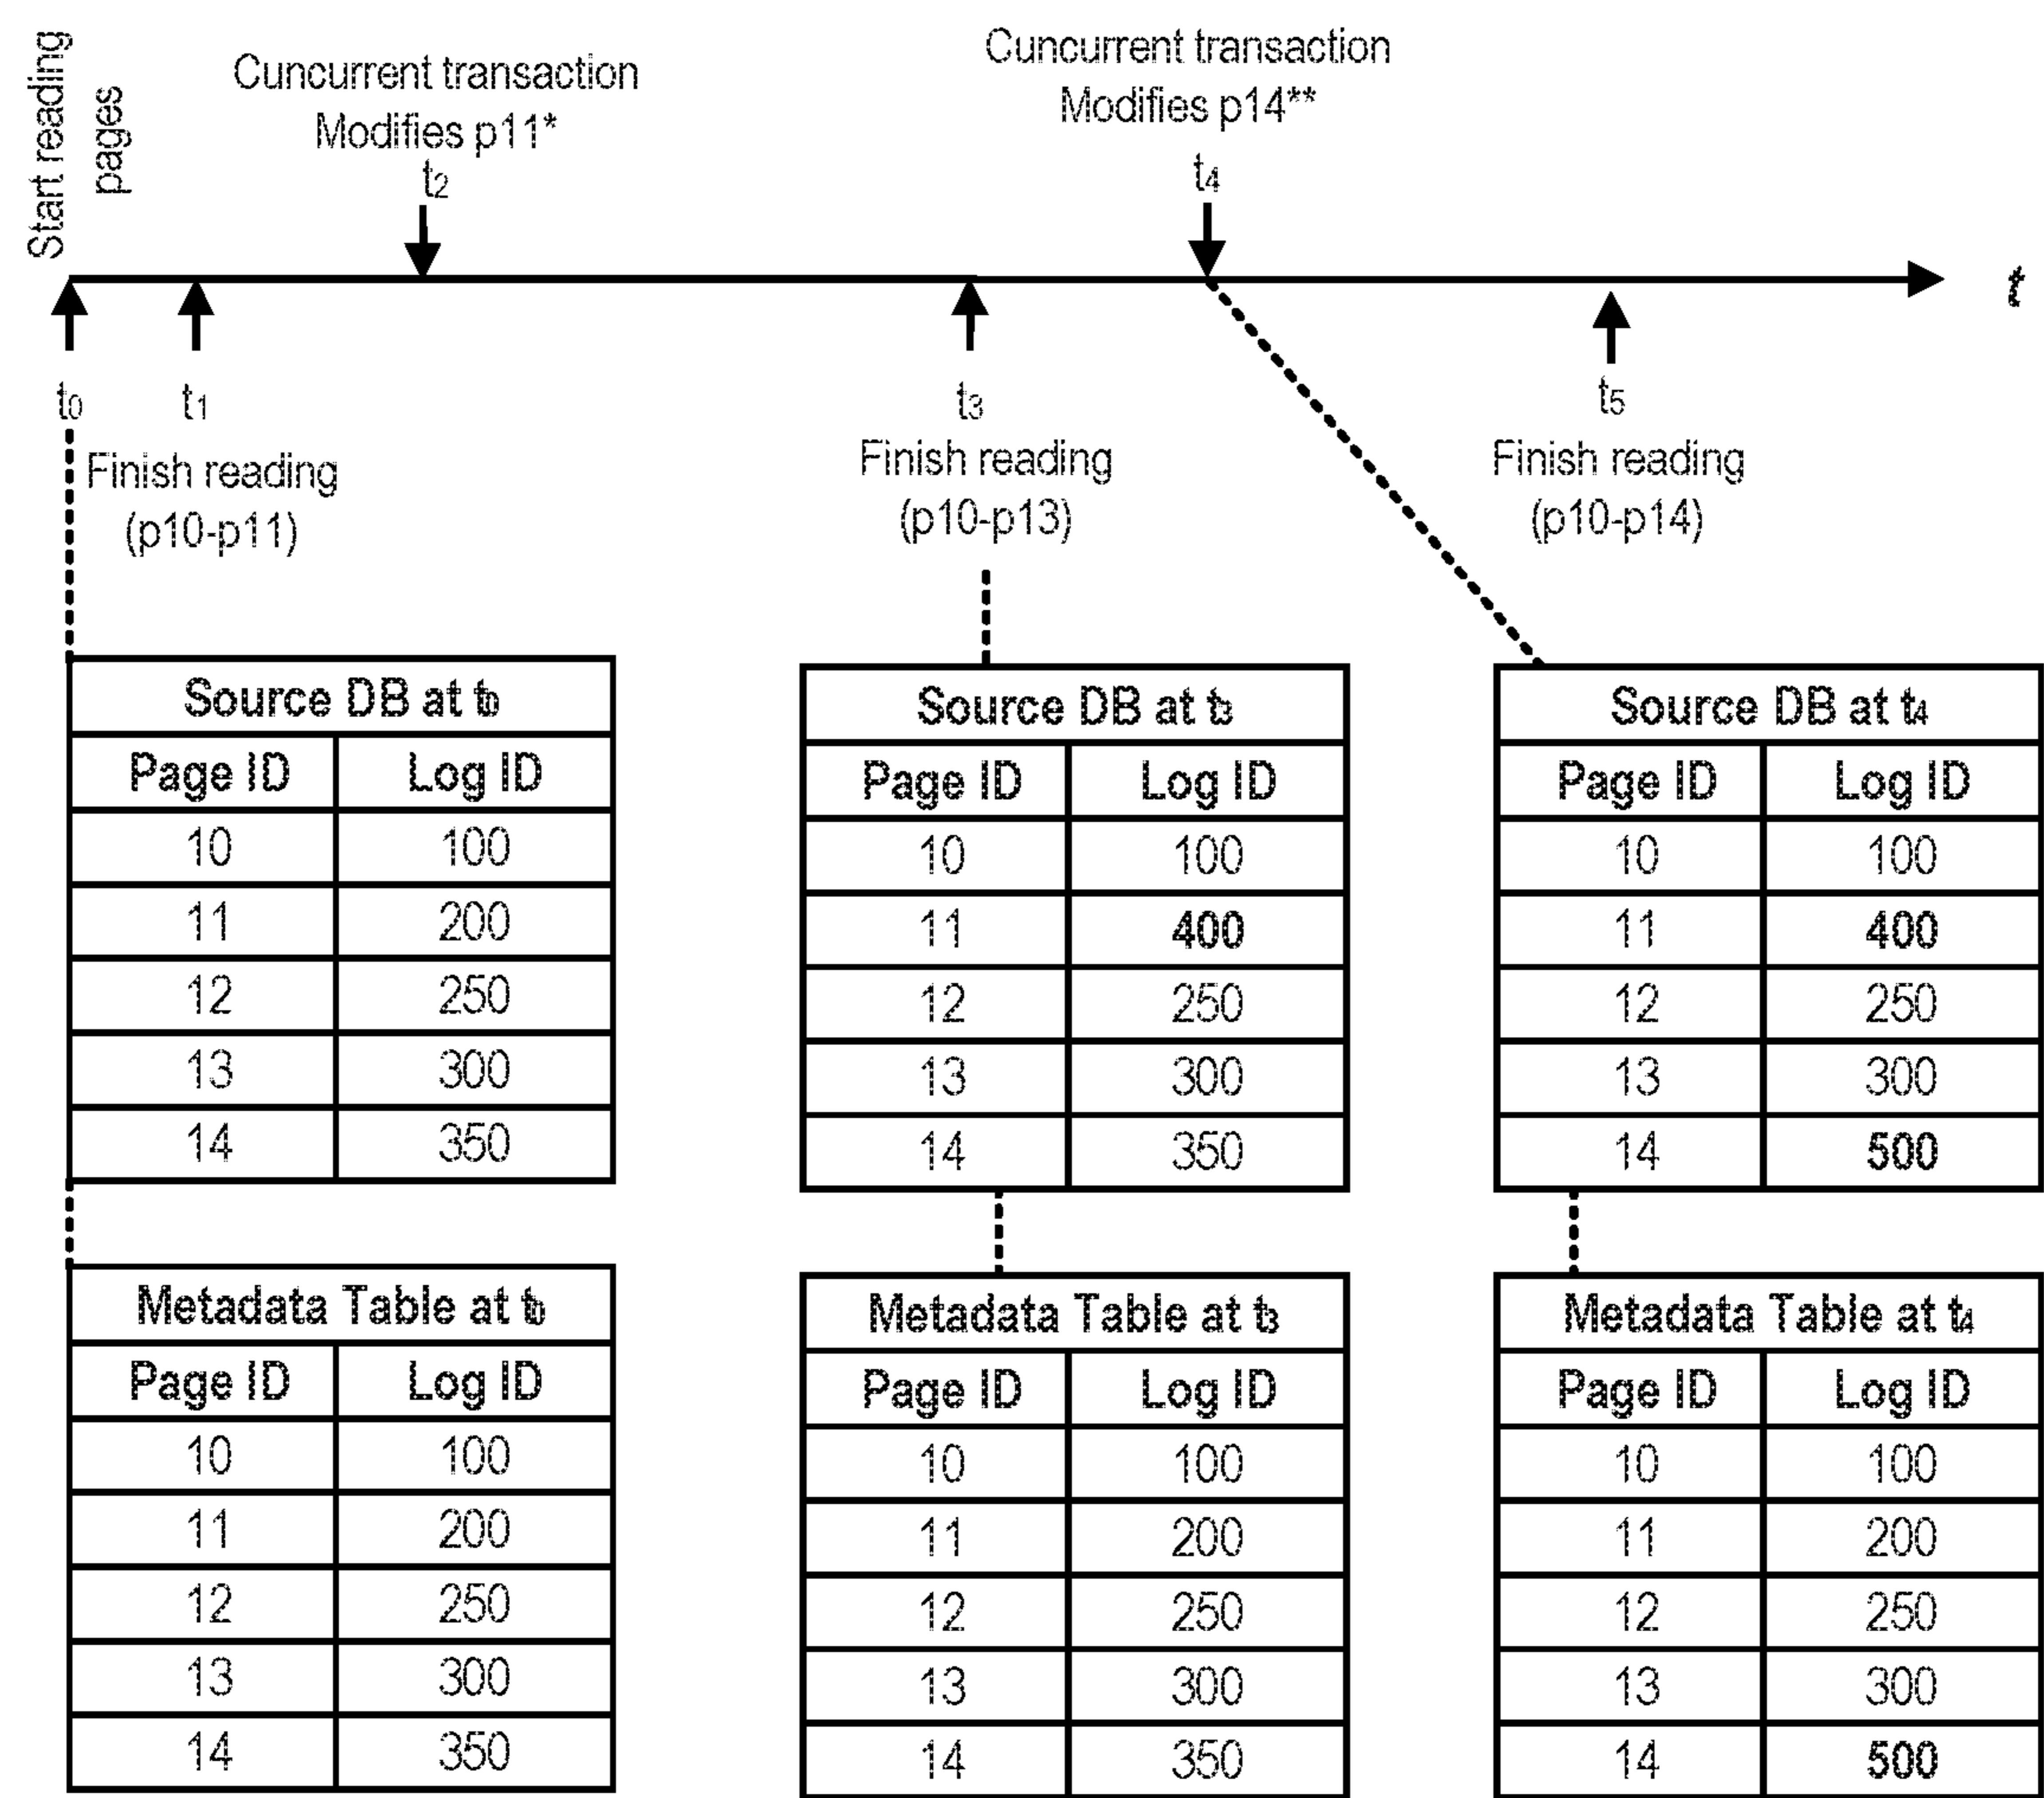 Start reading
pages
Cuncurrent transaction
Modifies p11*
t2
Cuncurrent transaction
Modifies p14**
t4
t
t0
t1
Finish reading
(p10-p11)
t3
Finish reading
(p10-p13)
t5
Finish reading
(p10-p14)
Source DB at t0
Page ID Log ID
10 100
11 200
12 250
13 300
14 350
Source DB at t3
Page ID Log ID
10 100
11 400
12 250
13 300
14 350
Source DB at t4
Page ID Log ID
10 100
11 400
12 250
13 300
14 500
Metadata Table at t0
Page ID Log ID
10 100
11 200
12 250
13 300
14 350
Metadata Table at t3
Page ID Log ID
10 100
11 200
12 250
13 300
14 350
Metadata Table at t4
Page ID Log ID
10 100
11 200
12 250
13 300
14 500